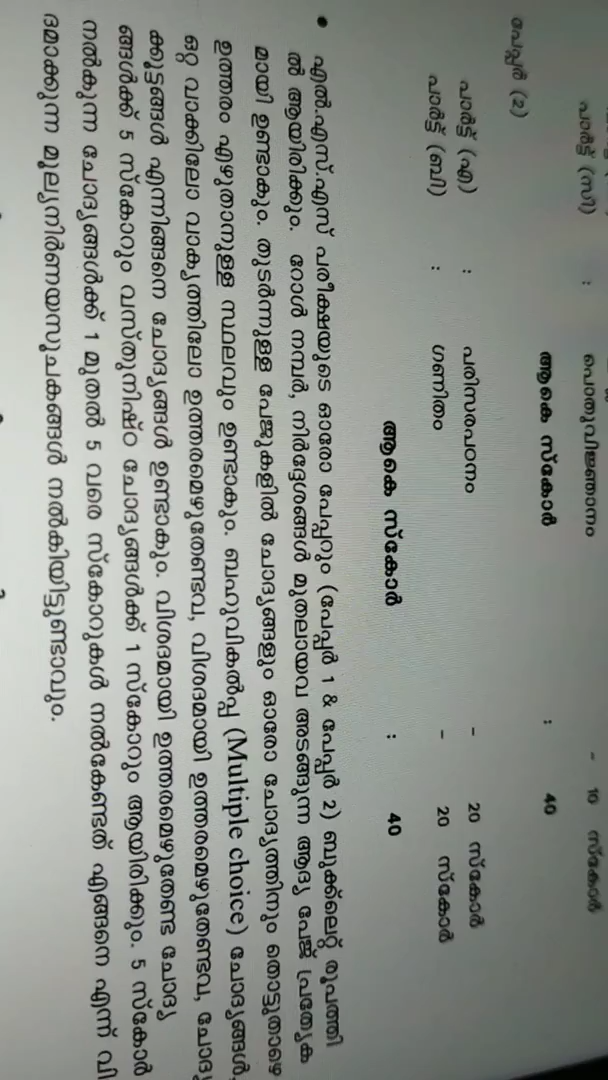 പാർട്ട് (സി) : പൊതുവിജ്ഞാനം - 10 സ്കോർ
ആകെ സ്കോർ : 40
പേപ്പർ (2)
പാർട്ട് (എ) : പരിസരപഠനം - 20 സ്കോർ
പാർട്ട് (ബി) : ഗണിതം - 20 സ്കോർ
ആകെ സ്കോർ : 40
• എൽ.എസ്.എസ് പരീക്ഷയുടെ ഓരോ പേപ്പറും (പേപ്പർ 1 & പേപ്പർ 2) ബുക്ക്ലെറ്റ് രൂപത്തി
ൽ ആയിരിക്കും. റോൾ നമ്പർ, നിർദ്ദേശങ്ങൾ മുതലായവ അടങ്ങുന്ന ആദ്യ പേജ് പ്രത്യേക
മായി ഉണ്ടാകും. തുടർന്നുള്ള പേജുകളിൽ ചോദ്യങ്ങളും ഓരോ ചോദ്യത്തിനും തൊട്ടുതാഴെ
ഉത്തരം എഴുതാനുള്ള സ്ഥലവും ഉണ്ടാകും. ബഹുവികൽപ്പ (Multiple choice) ചോദ്യങ്ങൾ,
ഒറ്റ വാക്കിലോ വാക്യത്തിലോ ഉത്തരമെഴുതേണ്ടവ, വിശദമായി ഉത്തരമെഴുതേണ്ടവ, ചോദ്യ
ക്കൂട്ടങ്ങൾ എന്നിങ്ങനെ ചോദ്യങ്ങൾ ഉണ്ടാകും. വിശദമായി ഉത്തരമെഴുതേണ്ട ചോദ്യ
ങ്ങൾക്ക് 5 സ്കോറും വസ്തുനിഷ്ഠ ചോദ്യങ്ങൾക്ക് 1 സ്കോറും ആയിരിക്കും. 5 സ്കോർ
നൽകുന്ന ചോദ്യങ്ങൾക്ക് 1 മുതൽ 5 വരെ സ്കോറുകൾ നൽകേണ്ടത് എങ്ങനെ എന്ന് വി
ദമാക്കുന്ന മൂല്യനിർണയസൂചകങ്ങൾ നൽകിയിട്ടുണ്ടാവും.